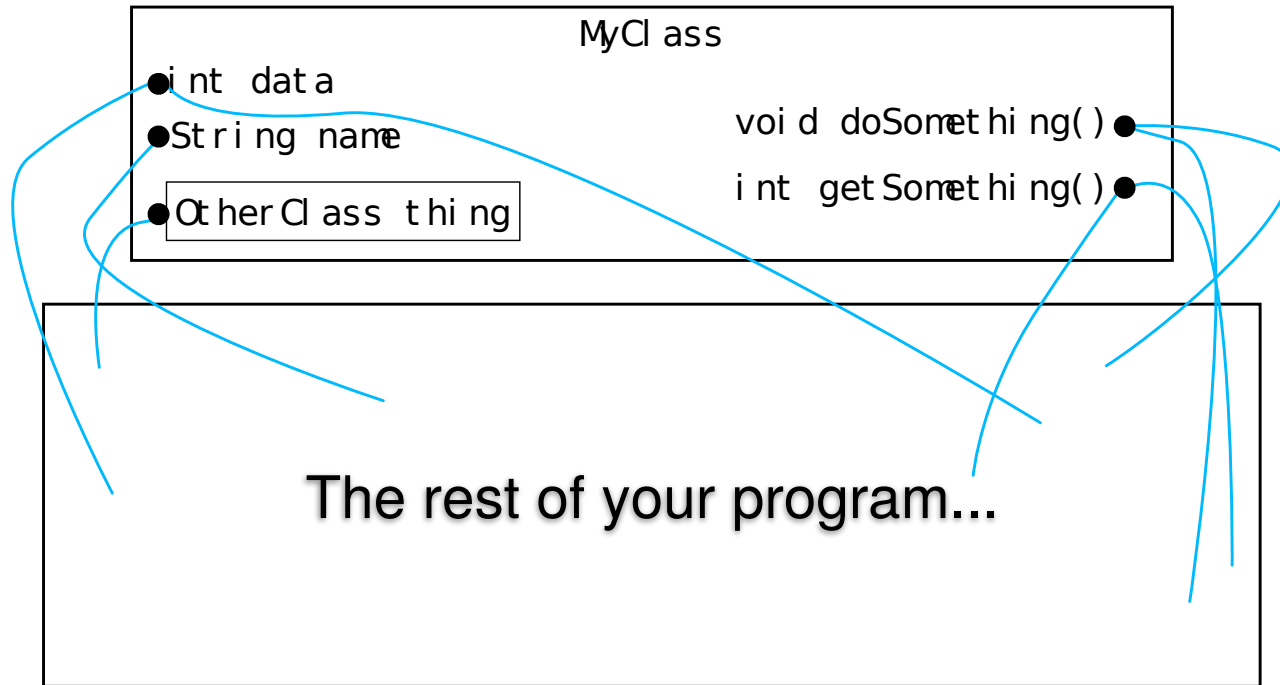 MyClass
int data
String name
OtherClass thing
void doSomething()
int getSomething()
The rest of your program...